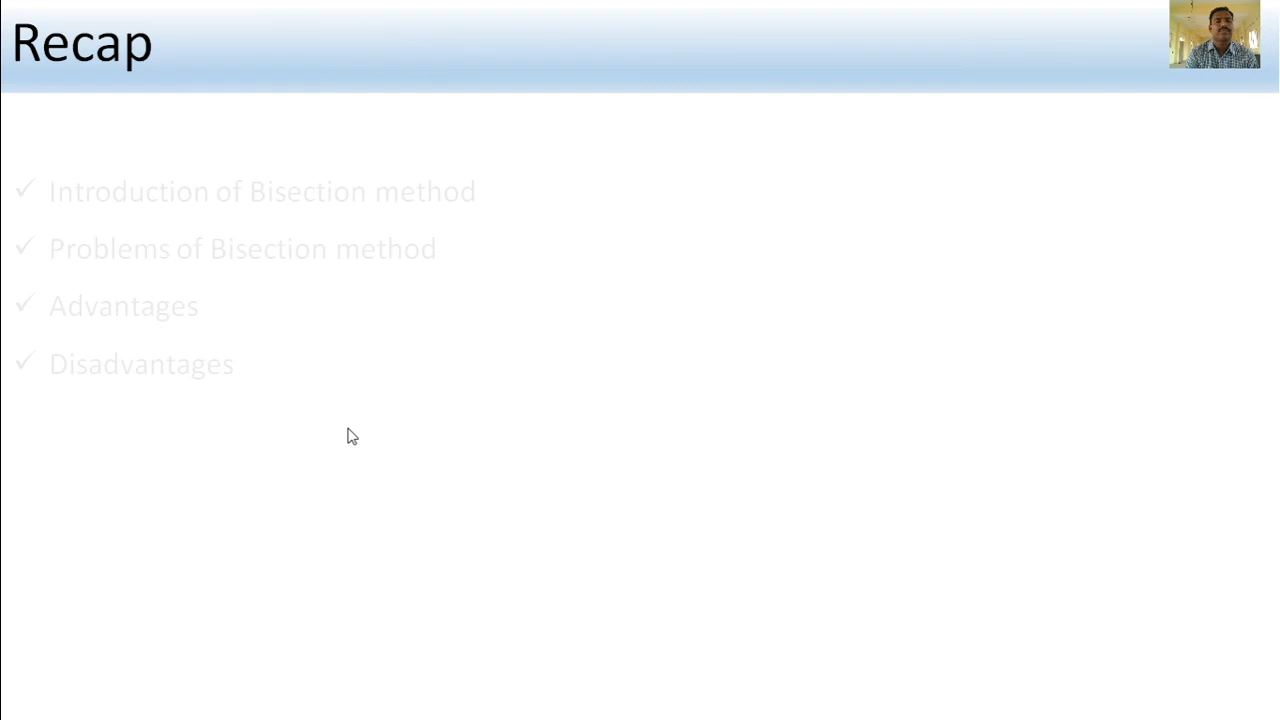 Recap
✓ Introduction of Bisection method
✓ Problems of Bisection method
✓ Advantages
✓ Disadvantages